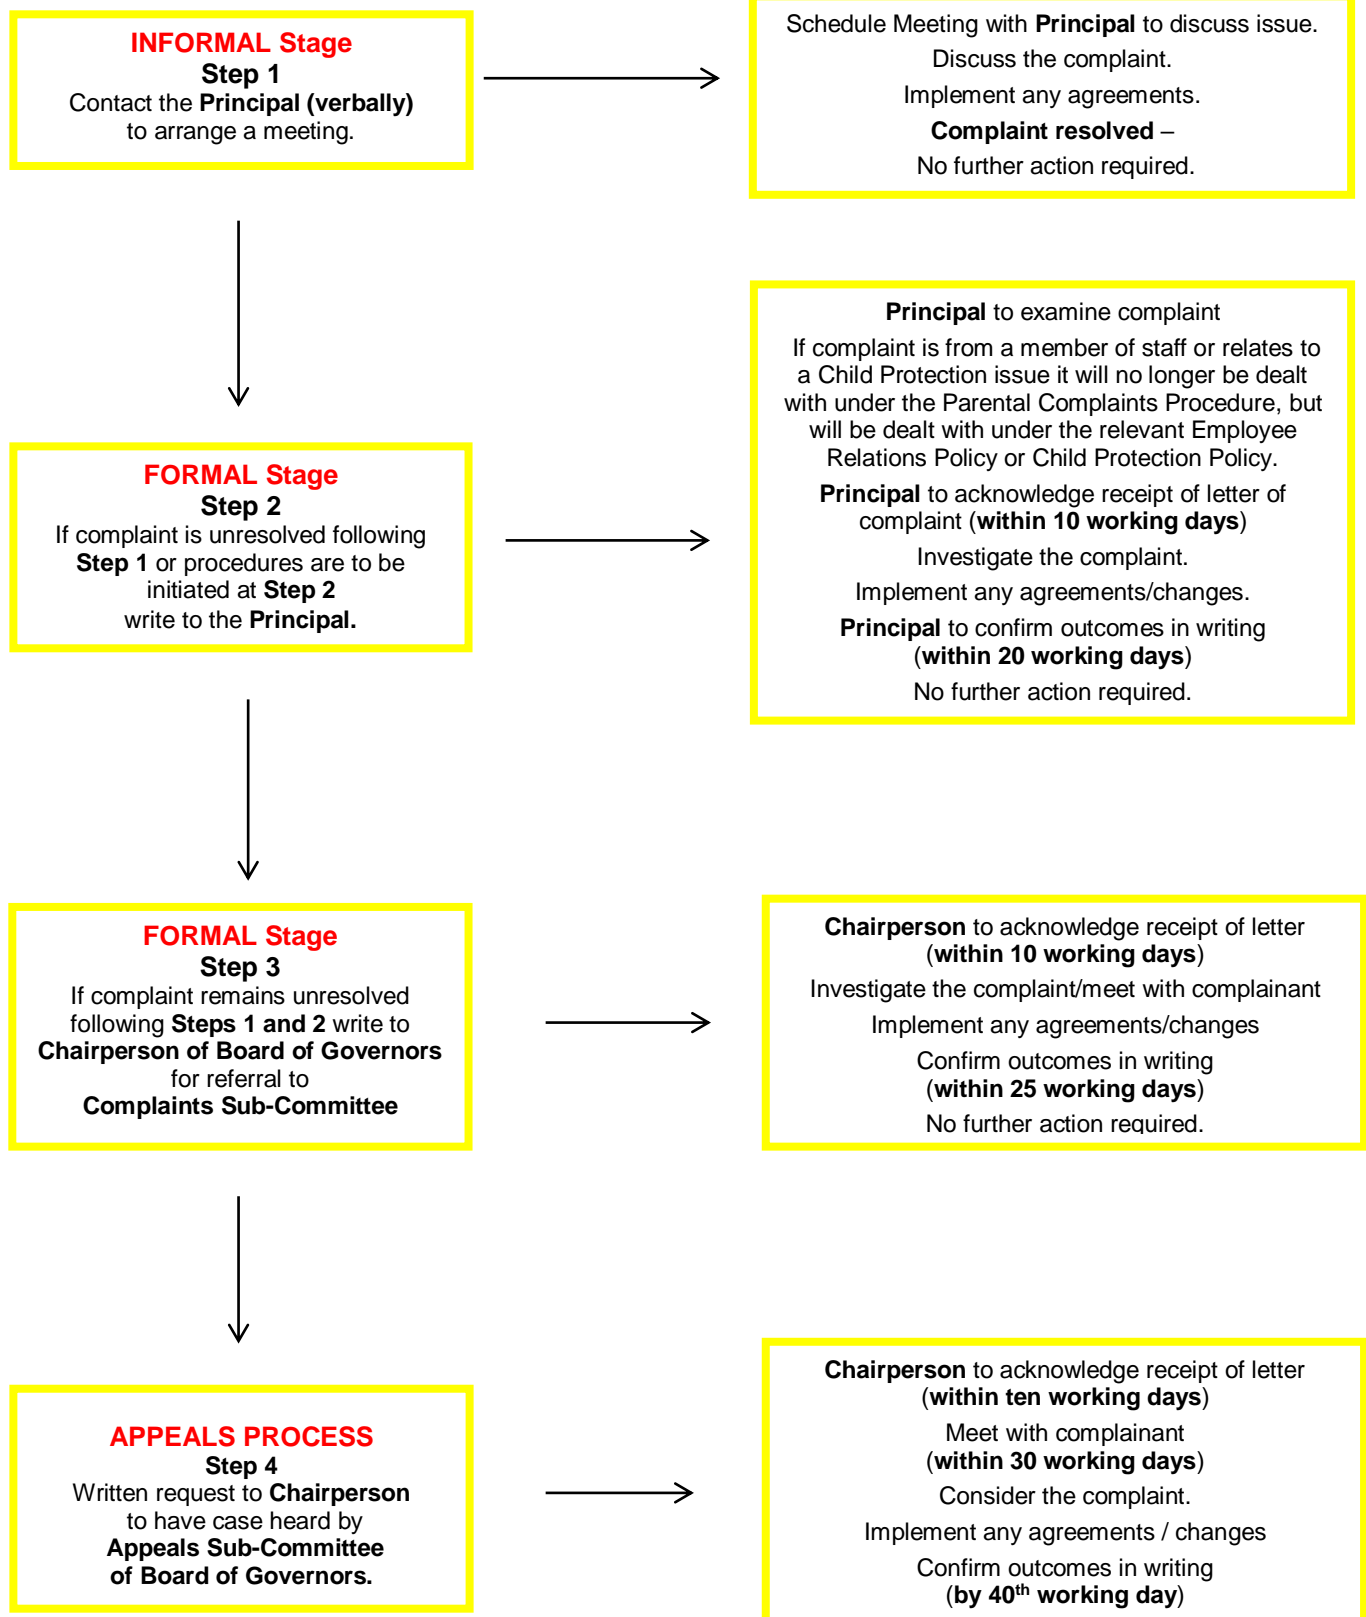 INFORMAL Stage
Step 1
Contact the Principal (verbally)
to arrange a meeting.
Schedule Meeting with Principal to discuss issue.
Discuss the complaint.
Implement any agreements.
Complaint resolved –
No further action required.
FORMAL Stage
Step 2
If complaint is unresolved following
Step 1 or procedures are to be
initiated at Step 2
write to the Principal.
Principal to examine complaint
If complaint is from a member of staff or relates to
a Child Protection issue it will no longer be dealt
with under the Parental Complaints Procedure, but
will be dealt with under the relevant Employee
Relations Policy or Child Protection Policy.
Principal to acknowledge receipt of letter of
complaint (within 10 working days)
Investigate the complaint.
Implement any agreements/changes.
Principal to confirm outcomes in writing
(within 20 working days)
No further action required.
FORMAL Stage
Step 3
If complaint remains unresolved
following Steps 1 and 2 write to
Chairperson of Board of Governors
for referral to
Complaints Sub-Committee
Chairperson to acknowledge receipt of letter
(within 10 working days)
Investigate the complaint/meet with complainant
Implement any agreements/changes
Confirm outcomes in writing
(within 25 working days)
No further action required.
APPEALS PROCESS
Step 4
Written request to Chairperson
to have case heard by
Appeals Sub-Committee
of Board of Governors.
Chairperson to acknowledge receipt of letter
(within ten working days)
Meet with complainant
(within 30 working days)
Consider the complaint.
Implement any agreements / changes
Confirm outcomes in writing
(by 40th working day)